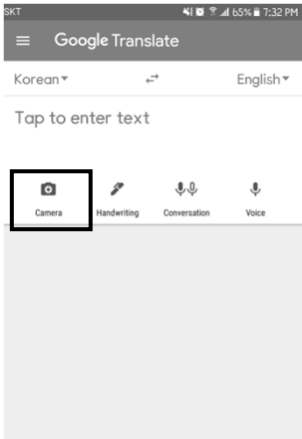 SKT 65% 7:32 PM
Google Translate
Korean English
Tap to enter text
Camera Handwriting Conversation Voice